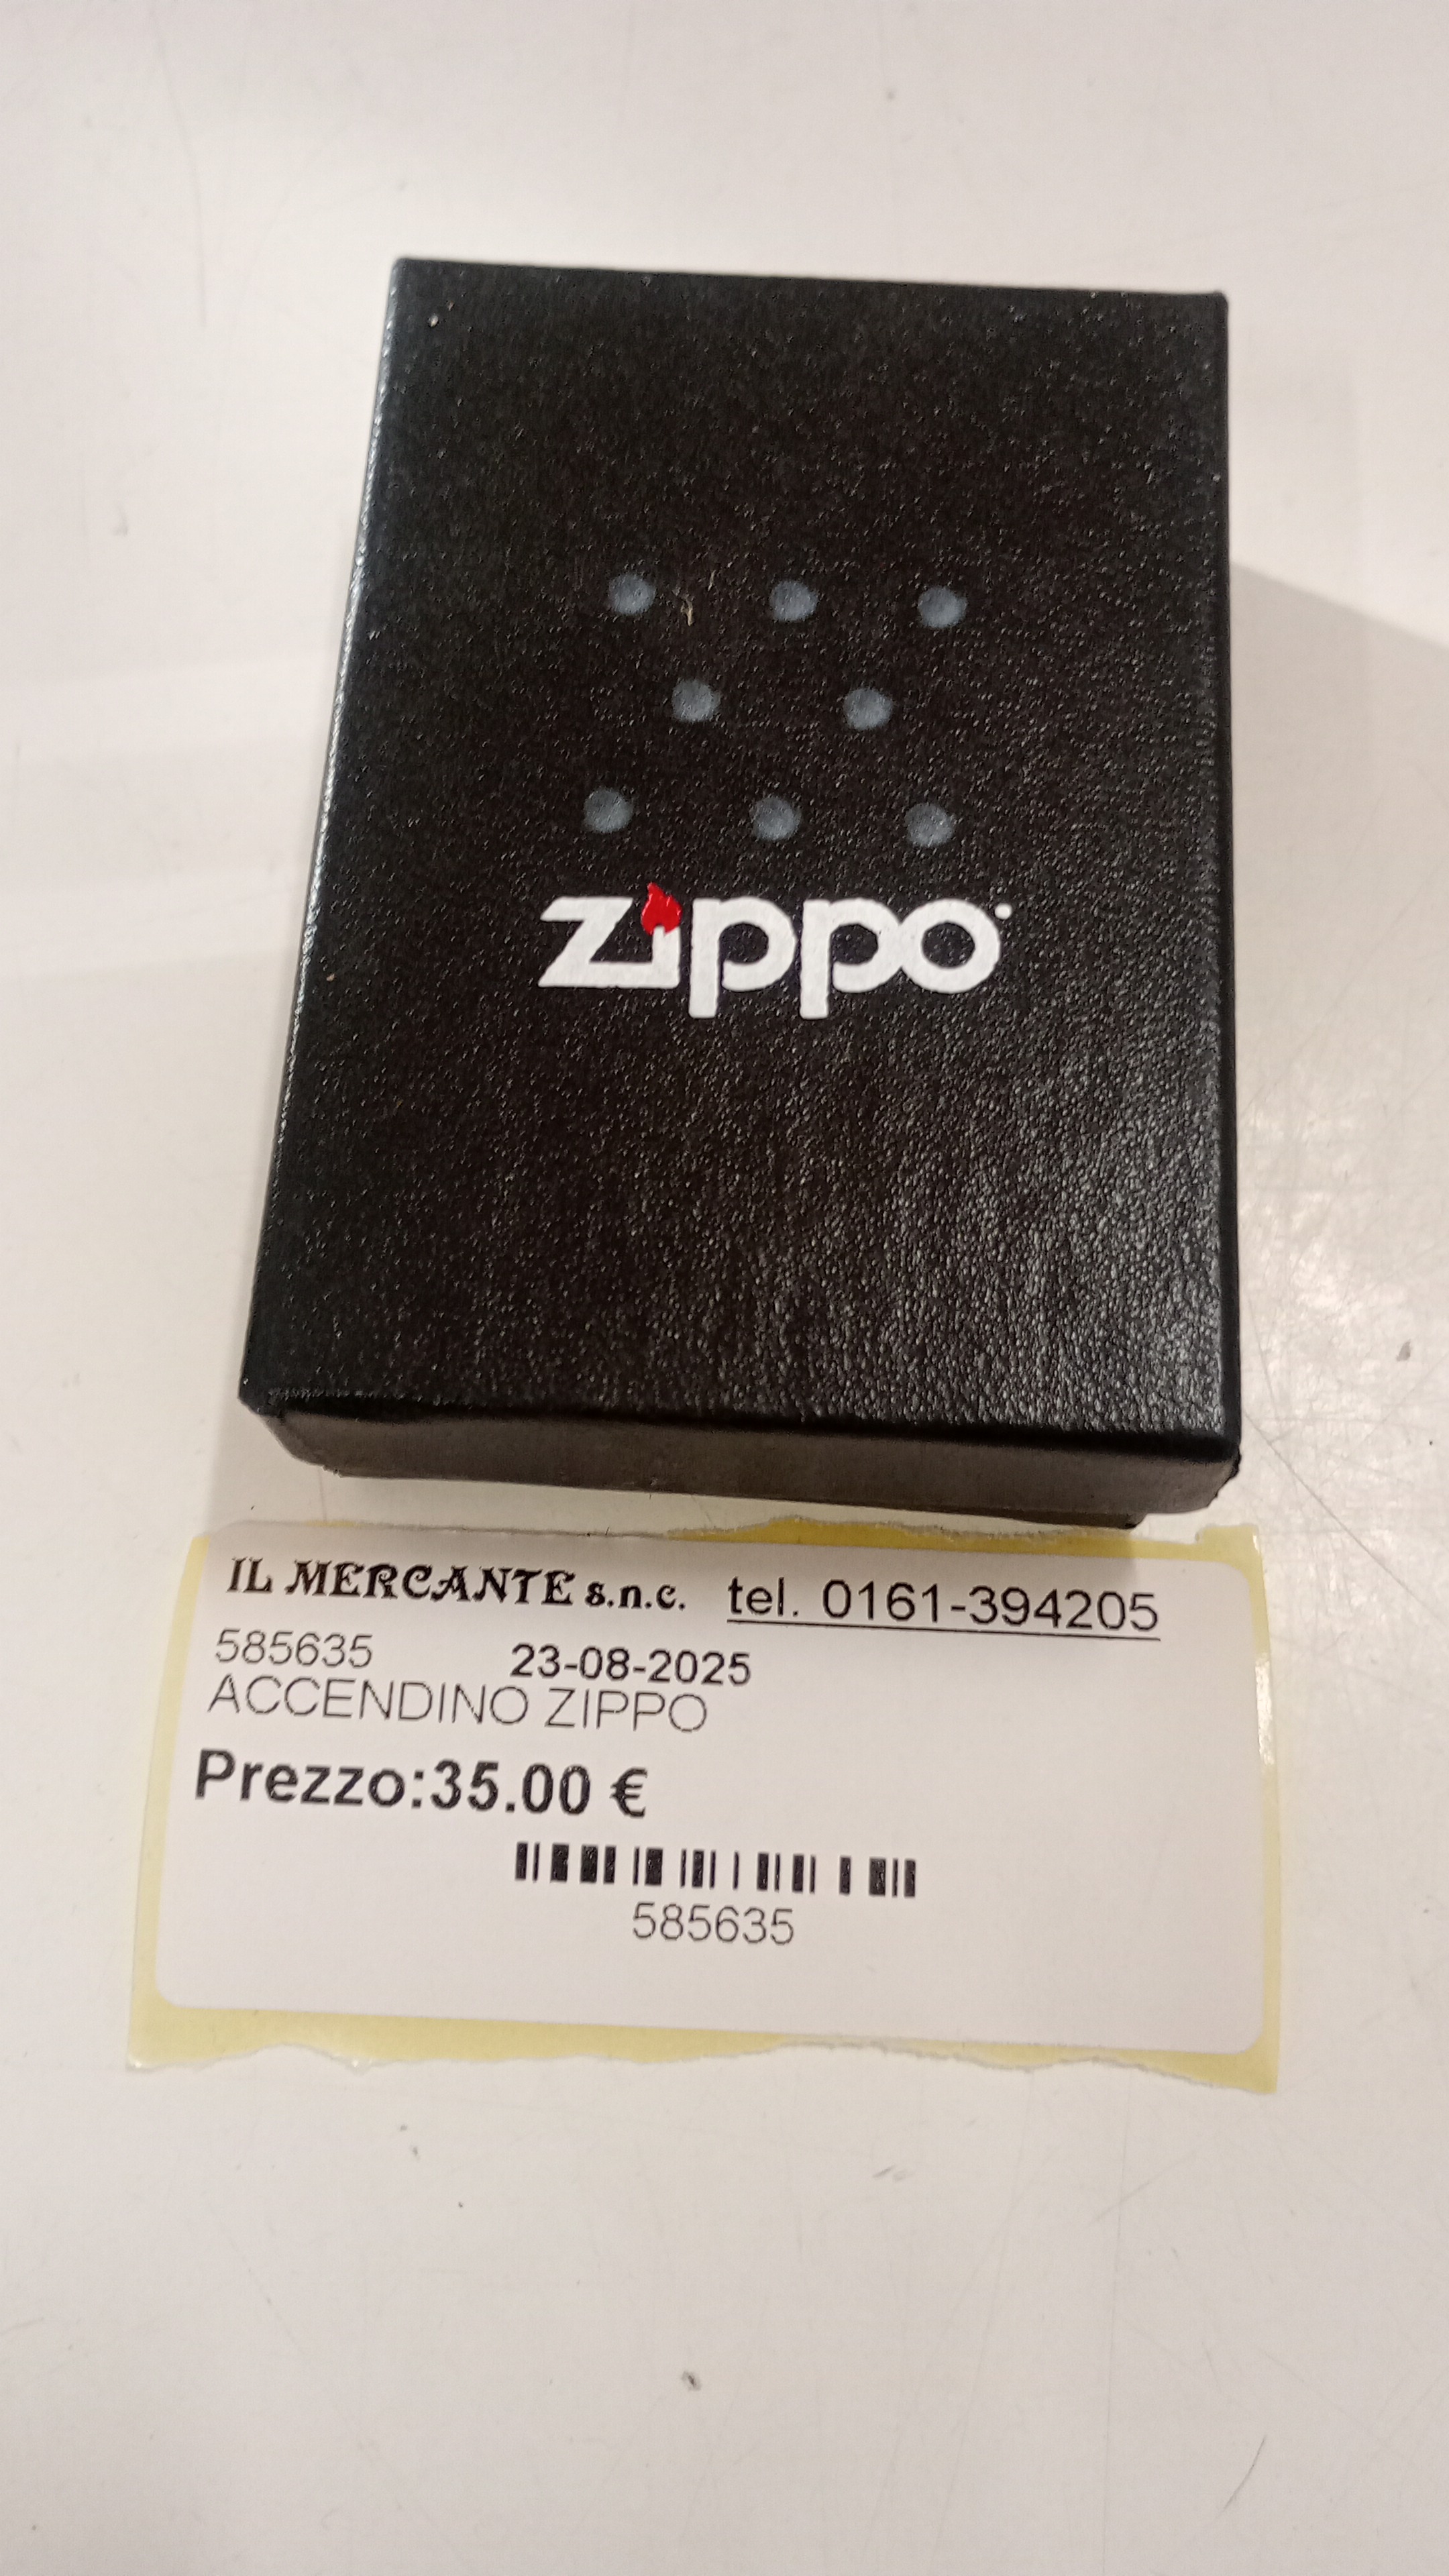 zippo
IL MERCANTE s.n.c. tel. 0161-394205
585635 23-08-2025
ACCENDINO ZIPPO
Prezzo:35.00 €
585635